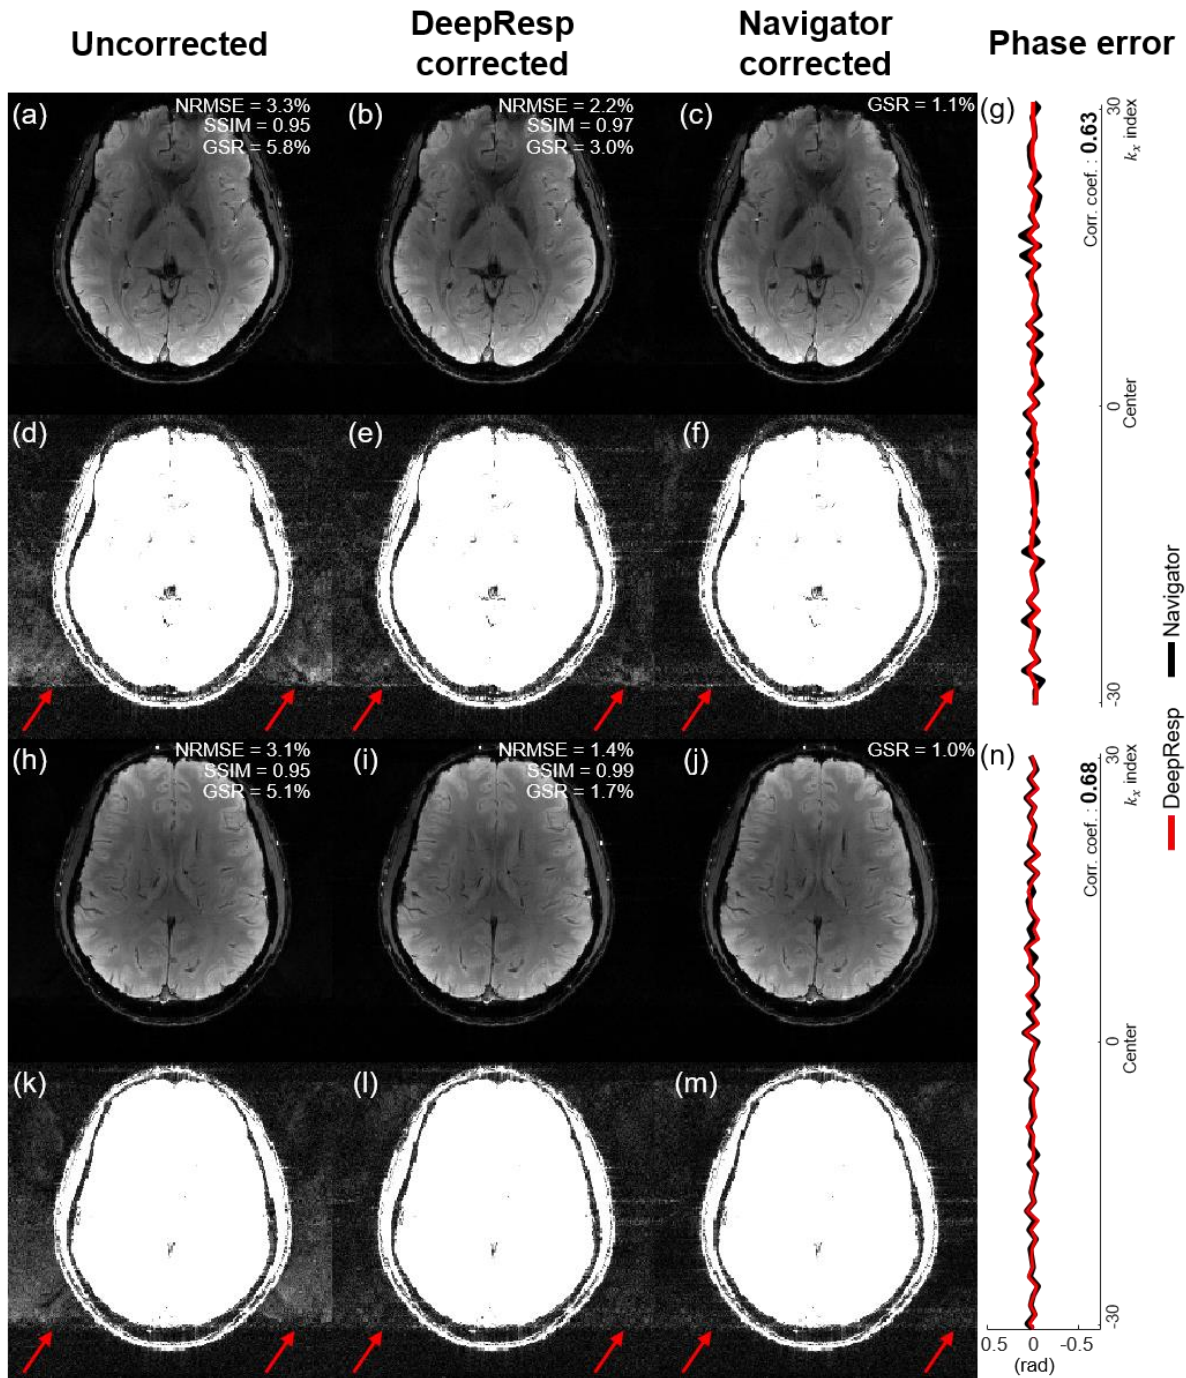 Uncorrected
DeepResp
corrected
Navigator
corrected
Phase error
(a)
NRMSE = 3.3%
SSIM = 0.95
GSR = 5.8%
(b)
NRMSE = 2.2%
SSIM = 0.97
GSR = 3.0%
(c)
GSR = 1.1%
(g)
Corr. coef. : 0.63
30
kx index
0
Center
-30
(d)
(e)
(f)
(h)
NRMSE = 3.1%
SSIM = 0.95
GSR = 5.1%
(i)
NRMSE = 1.4%
SSIM = 0.99
GSR = 1.7%
(j)
GSR = 1.0%
(n)
Corr. coef. : 0.68
30
kx index
0
Center
-30
(k)
(l)
(m)
0.5 0 -0.5
(rad)
Navigator
DeepResp